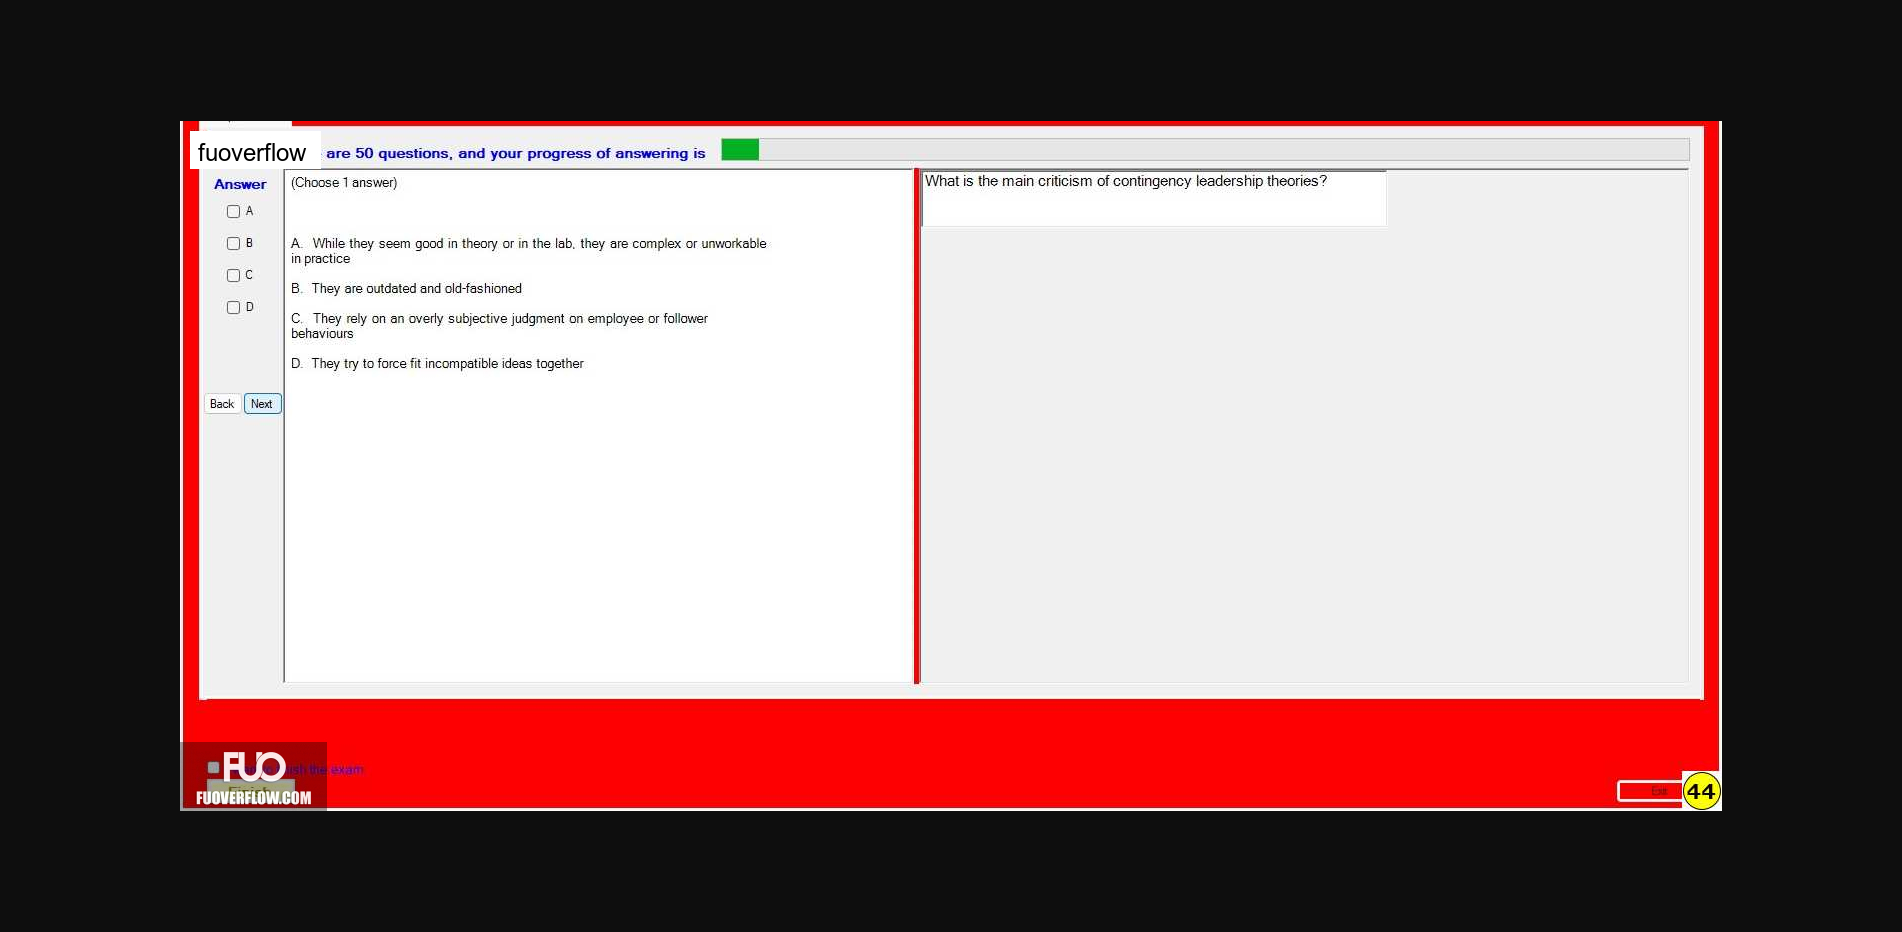 fuoverflow are 50 questions, and your progress of answering is
Answer
A
B
C
D
Back Next
(Choose 1 answer)
A. While they seem good in theory or in the lab, they are complex or unworkable
in practice
B. They are outdated and old-fashioned
C. They rely on an overly subjective judgment on employee or follower
behaviours
D. They try to force fit incompatible ideas together
What is the main criticism of contingency leadership theories?
FUO
the exam
Finish
FUOVERFLOW.COM
Exit
44